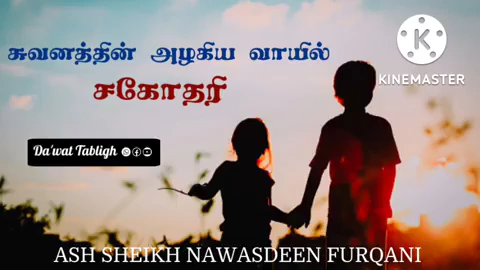 சுவனத்தின் அழகிய வாயில்
சகோதரி
KINEMASTER
Da'wat Tabligh
ASH SHEIKH NAWASDEEN FURQANI